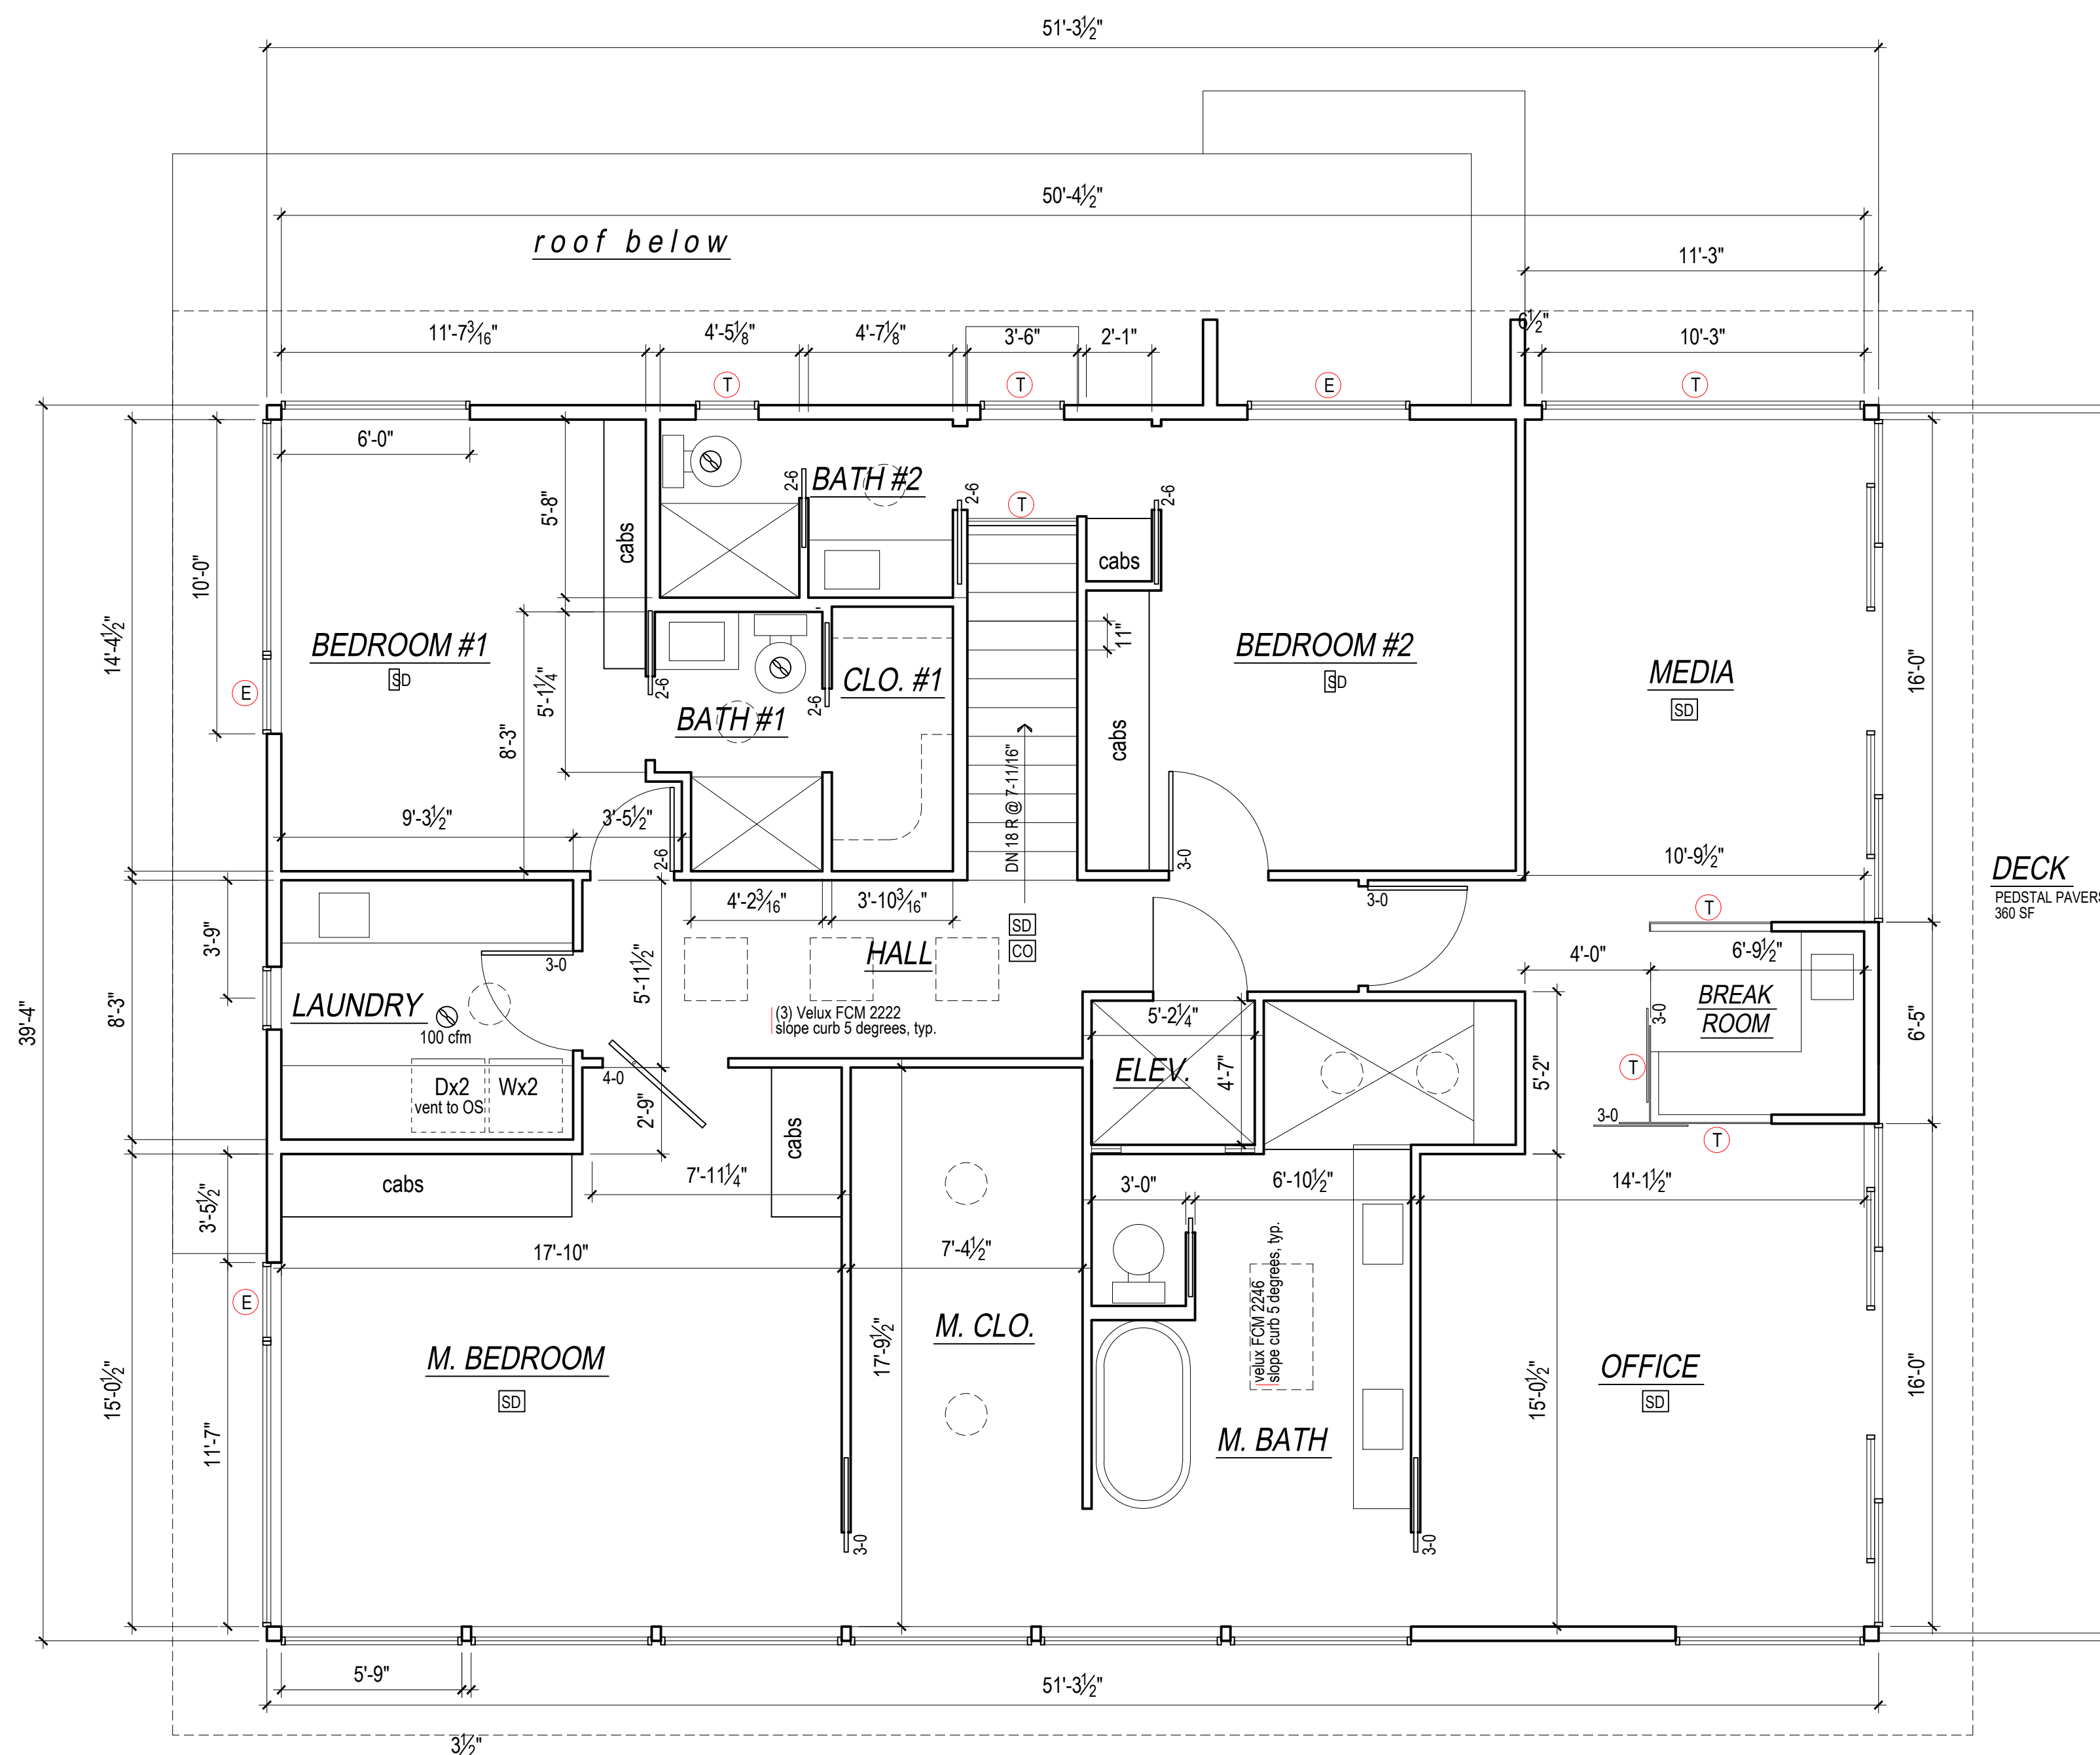 51'-3½"
50'-4½"
roof below
11'-3"
11'-7 3⁄16"
4'-5⅛"
4'-7⅛"
3'-6"
2'-1"
6½"
10'-3"
T
T
E
T
6'-0"
BATH #2
2-6
2-6
2-6
T
5'-8"
cabs
cabs
10'-0"
14'-4½"
BEDROOM #1
SD
E
5'-1¼"
8'-3"
2-6
2-6
CLO. #1
BATH #1
11"
BEDROOM #2
SD
MEDIA
SD
16'-0"
cabs
DN 18 R @ 7-11/16"
9'-3½"
3'-5½"
2-6
3-0
10'-9½"
DECK
PEDSTAL PAVERS
360 SF
4'-2 3⁄16"
3'-10 3⁄16"
3-0
T
SD
CO
HALL
3'-9"
3-0
5'-11½"
4'-0"
6'-9½"
BREAK
ROOM
3-0
6'-5"
LAUNDRY
100 cfm
8'-3"
39'-4"
(3) Velux FCM 2222
slope curb 5 degrees, typ.
5'-2¼"
ELEV.
4'-7"
5'-2"
T
3-0
T
Dx2
vent to OS
Wx2
4-0
2'-9"
cabs
cabs
7'-11¼"
3'-5½"
3'-0"
6'-10½"
14'-1½"
17'-10"
7'-4½"
E
velux FCM 2246
slope curb 5 degrees, typ.
M. CLO.
17'-9½"
M. BEDROOM
SD
OFFICE
SD
15'-0½"
11'-7"
15'-0½"
16'-0"
M. BATH
3-0
3-0
5'-9"
51'-3½"
3½"